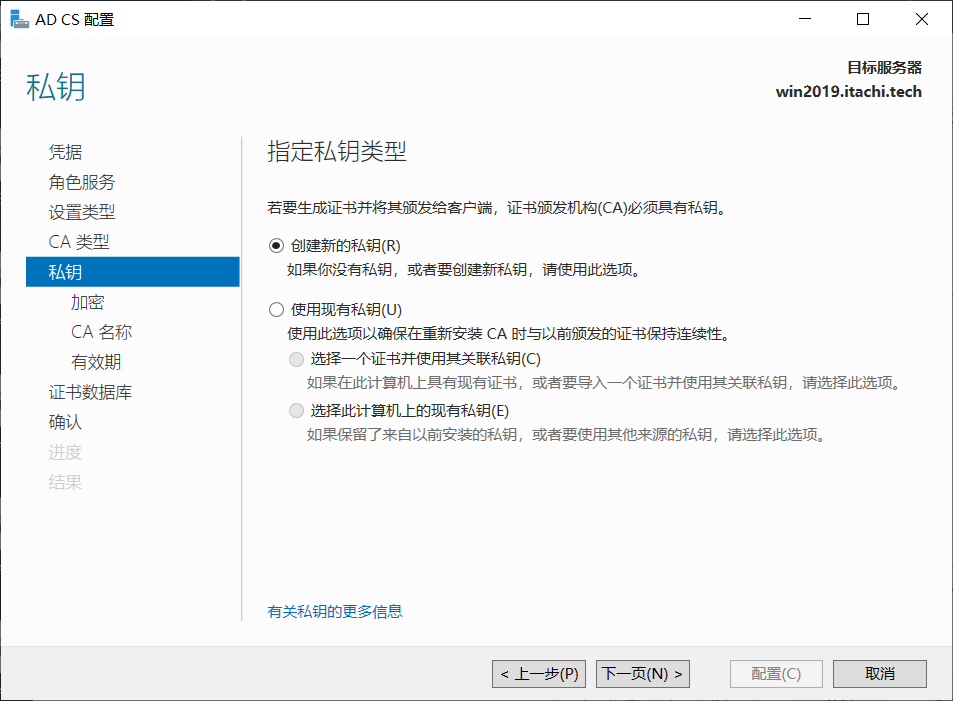 AD CS 配置
目标服务器
win2019.itachi.tech
私钥
凭据
角色服务
设置类型
CA 类型
私钥
加密
CA 名称
有效期
证书数据库
确认
进度
结果
指定私钥类型
若要生成证书并将其颁发给客户端，证书颁发机构(CA)必须具有私钥。
创建新的私钥(R)
如果你没有私钥，或者要创建新私钥，请使用此选项。
使用现有私钥(U)
使用此选项以确保在重新安装 CA 时与以前颁发的证书保持连续性。
选择一个证书并使用其关联私钥(C)
如果在此计算机上具有现有证书，或者要导入一个证书并使用其关联私钥，请选择此选项。
选择此计算机上的现有私钥(E)
如果保留了来自以前安装的私钥，或者要使用其他来源的私钥，请选择此选项。
有关私钥的更多信息
< 上一步(P) 下一页(N) > 配置(C) 取消